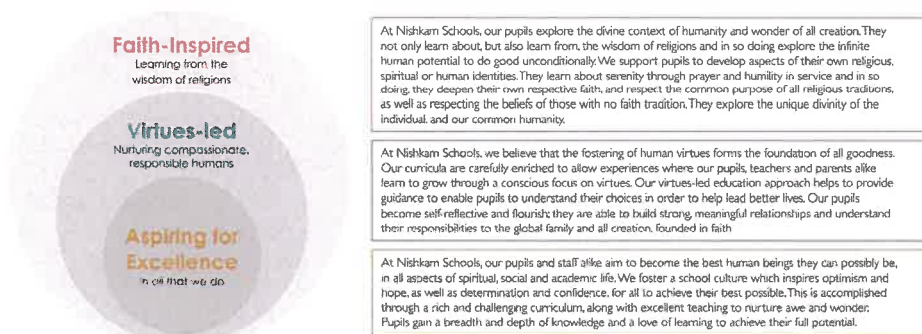 Faith-Inspired
Learning from the
wisdom of religions
Virtues-led
Nurturing compassionate,
responsible humans
Aspiring for
Excellence
in all that we do
At Nishkam Schools, our pupils explore the divine context of humanity and wonder of all creation. They
not only learn about, but also learn from, the wisdom of religions and in so doing explore the infinite
human potential to do good unconditionally. We support pupils to develop aspects of their own religious,
spiritual or human identities. They learn about serenity through prayer and humility in service and in so
doing, they deepen their own respective faith, and respect the common purpose of all religious traditions,
as well as respecting the beliefs of those with no faith tradition. They explore the unique divinity of the
individual, and our common humanity.
At Nishkam Schools, we believe that the fostering of human virtues forms the foundation of all goodness.
Our curricula are carefully enriched to allow experiences where our pupils, teachers and parents alike
learn to grow through a conscious focus on virtues. Our virtues-led education approach helps to provide
guidance to enable pupils to understand their choices in order to help lead better lives. Our pupils
become self-reflective and flourish; they are able to build strong, meaningful relationships and understand
their responsibilities to the global family and all creation, founded in faith
At Nishkam Schools, our pupils and staff alike aim to become the best human beings they can possibly be,
in all aspects of spiritual, social and academic life. We foster a school culture which inspires optimism and
hope, as well as determination and confidence, for all to achieve their best possible. This is accomplished
through a rich and challenging curriculum, along with excellent teaching to nurture awe and wonder.
Pupils gain a breadth and depth of knowledge and a love of learning to achieve their full potential.